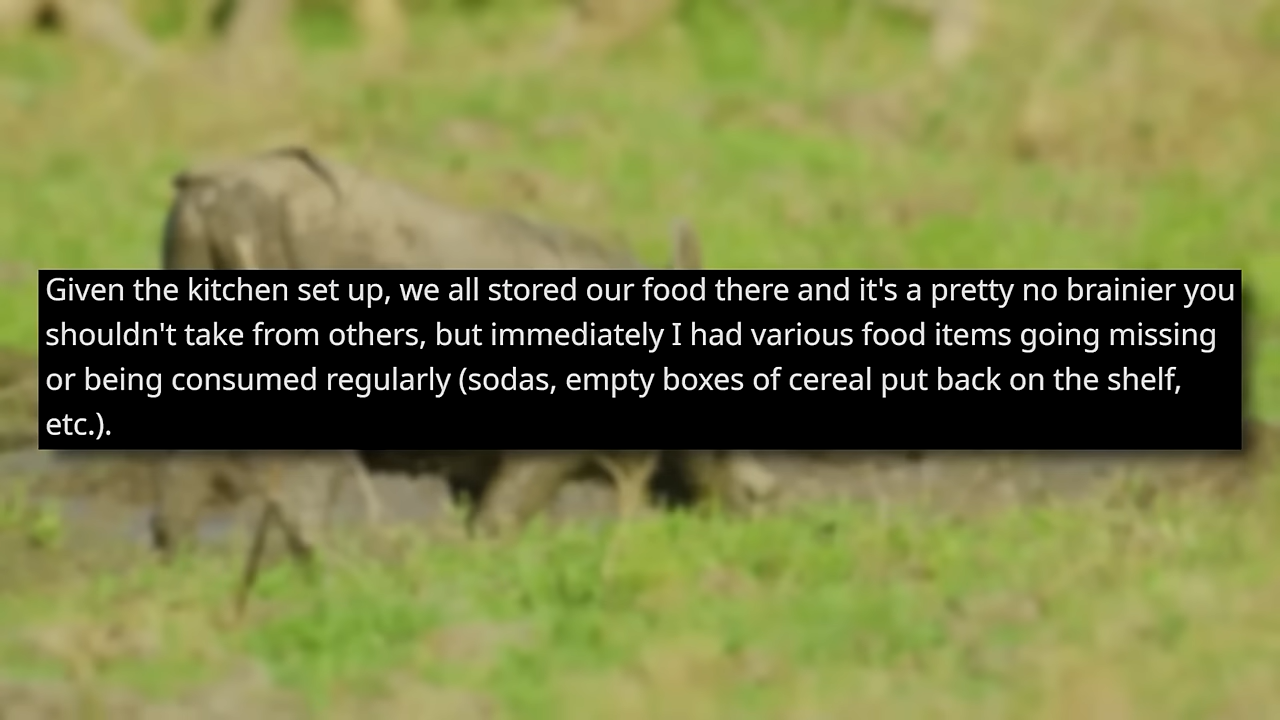 Given the kitchen set up, we all stored our food there and it's a pretty no brainier you
shouldn't take from others, but immediately I had various food items going missing
or being consumed regularly (sodas, empty boxes of cereal put back on the shelf,
etc.).